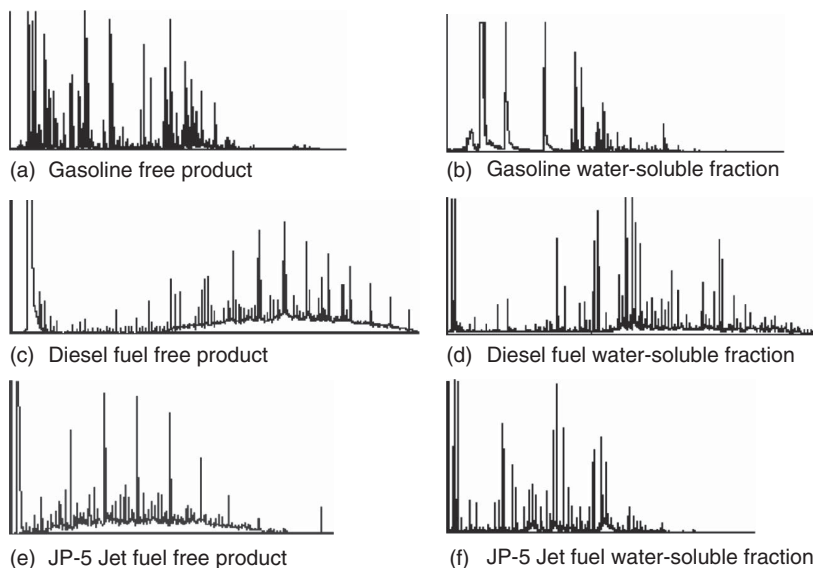 (a) Gasoline free product
(b) Gasoline water-soluble fraction
(c) Diesel fuel free product
(d) Diesel fuel water-soluble fraction
(e) JP-5 Jet fuel free product
(f) JP-5 Jet fuel water-soluble fraction